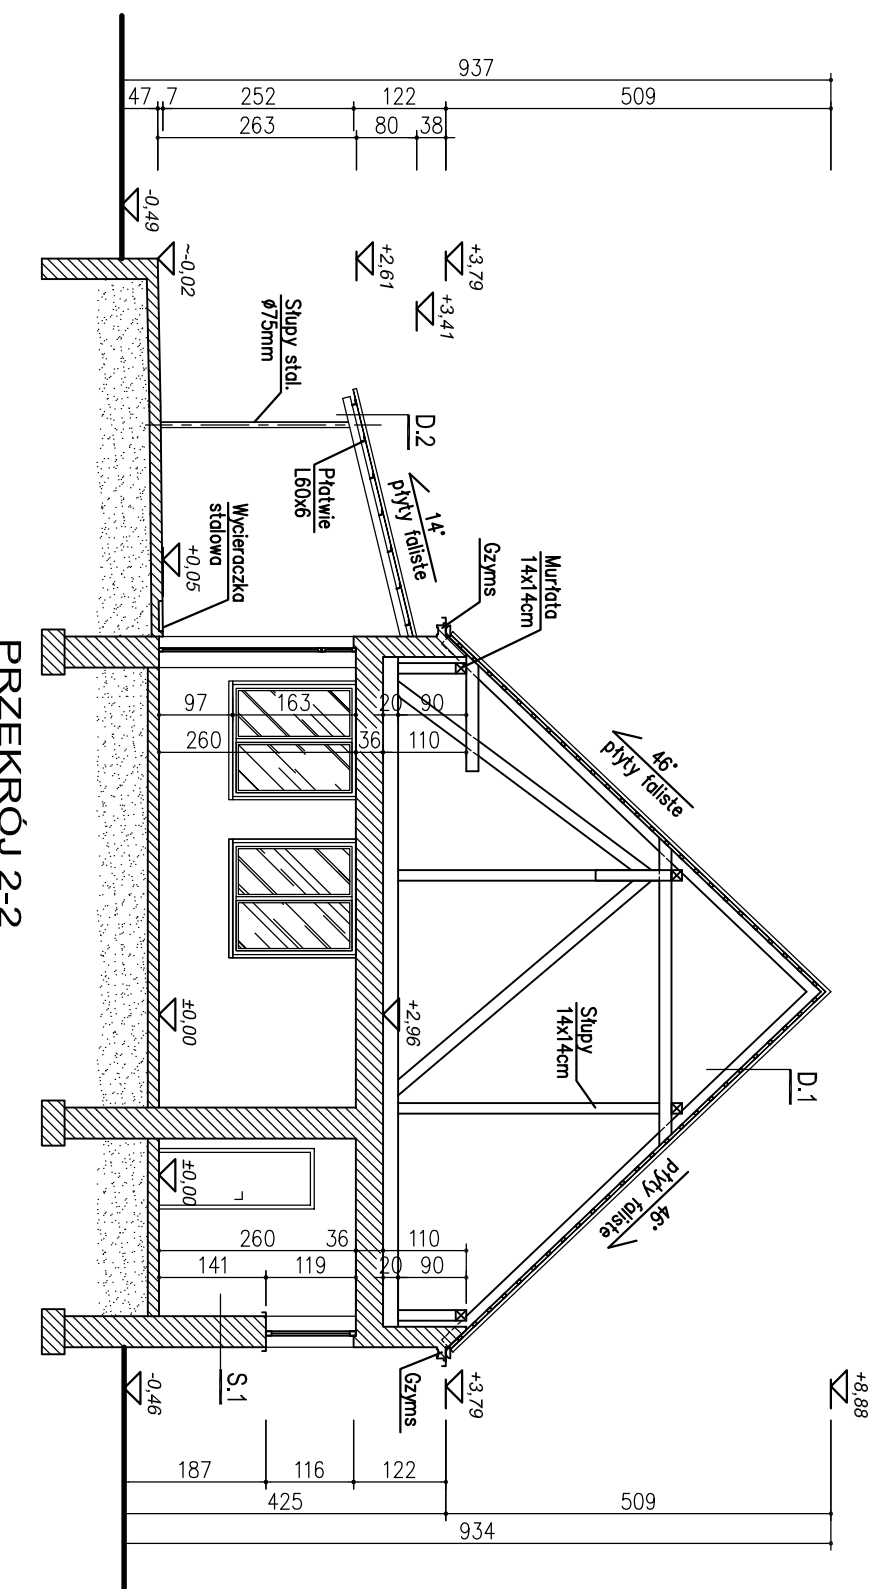 937
47
7
252
122
509
263
80
38
-0,49
~-0,02
+2,61
+3,79
+3,41
Słupy stal.
ø75mm
D.2
Płatwie
L60x6
14°
płyty faliste
Wycieraczka
stalowa
+0,05
Gzyms
Murłata
14x14cm
97
163
20
90
260
36
110
46°
płyty faliste
±0,00
+2,96
Słupy
14x14cm
D.1
±0,00
46°
płyty faliste
260
36
110
141
119
20
90
S.1
Gzyms
-0,46
+3,79
+8,88
187
116
122
425
509
934
PRZEKRÓJ 2-2